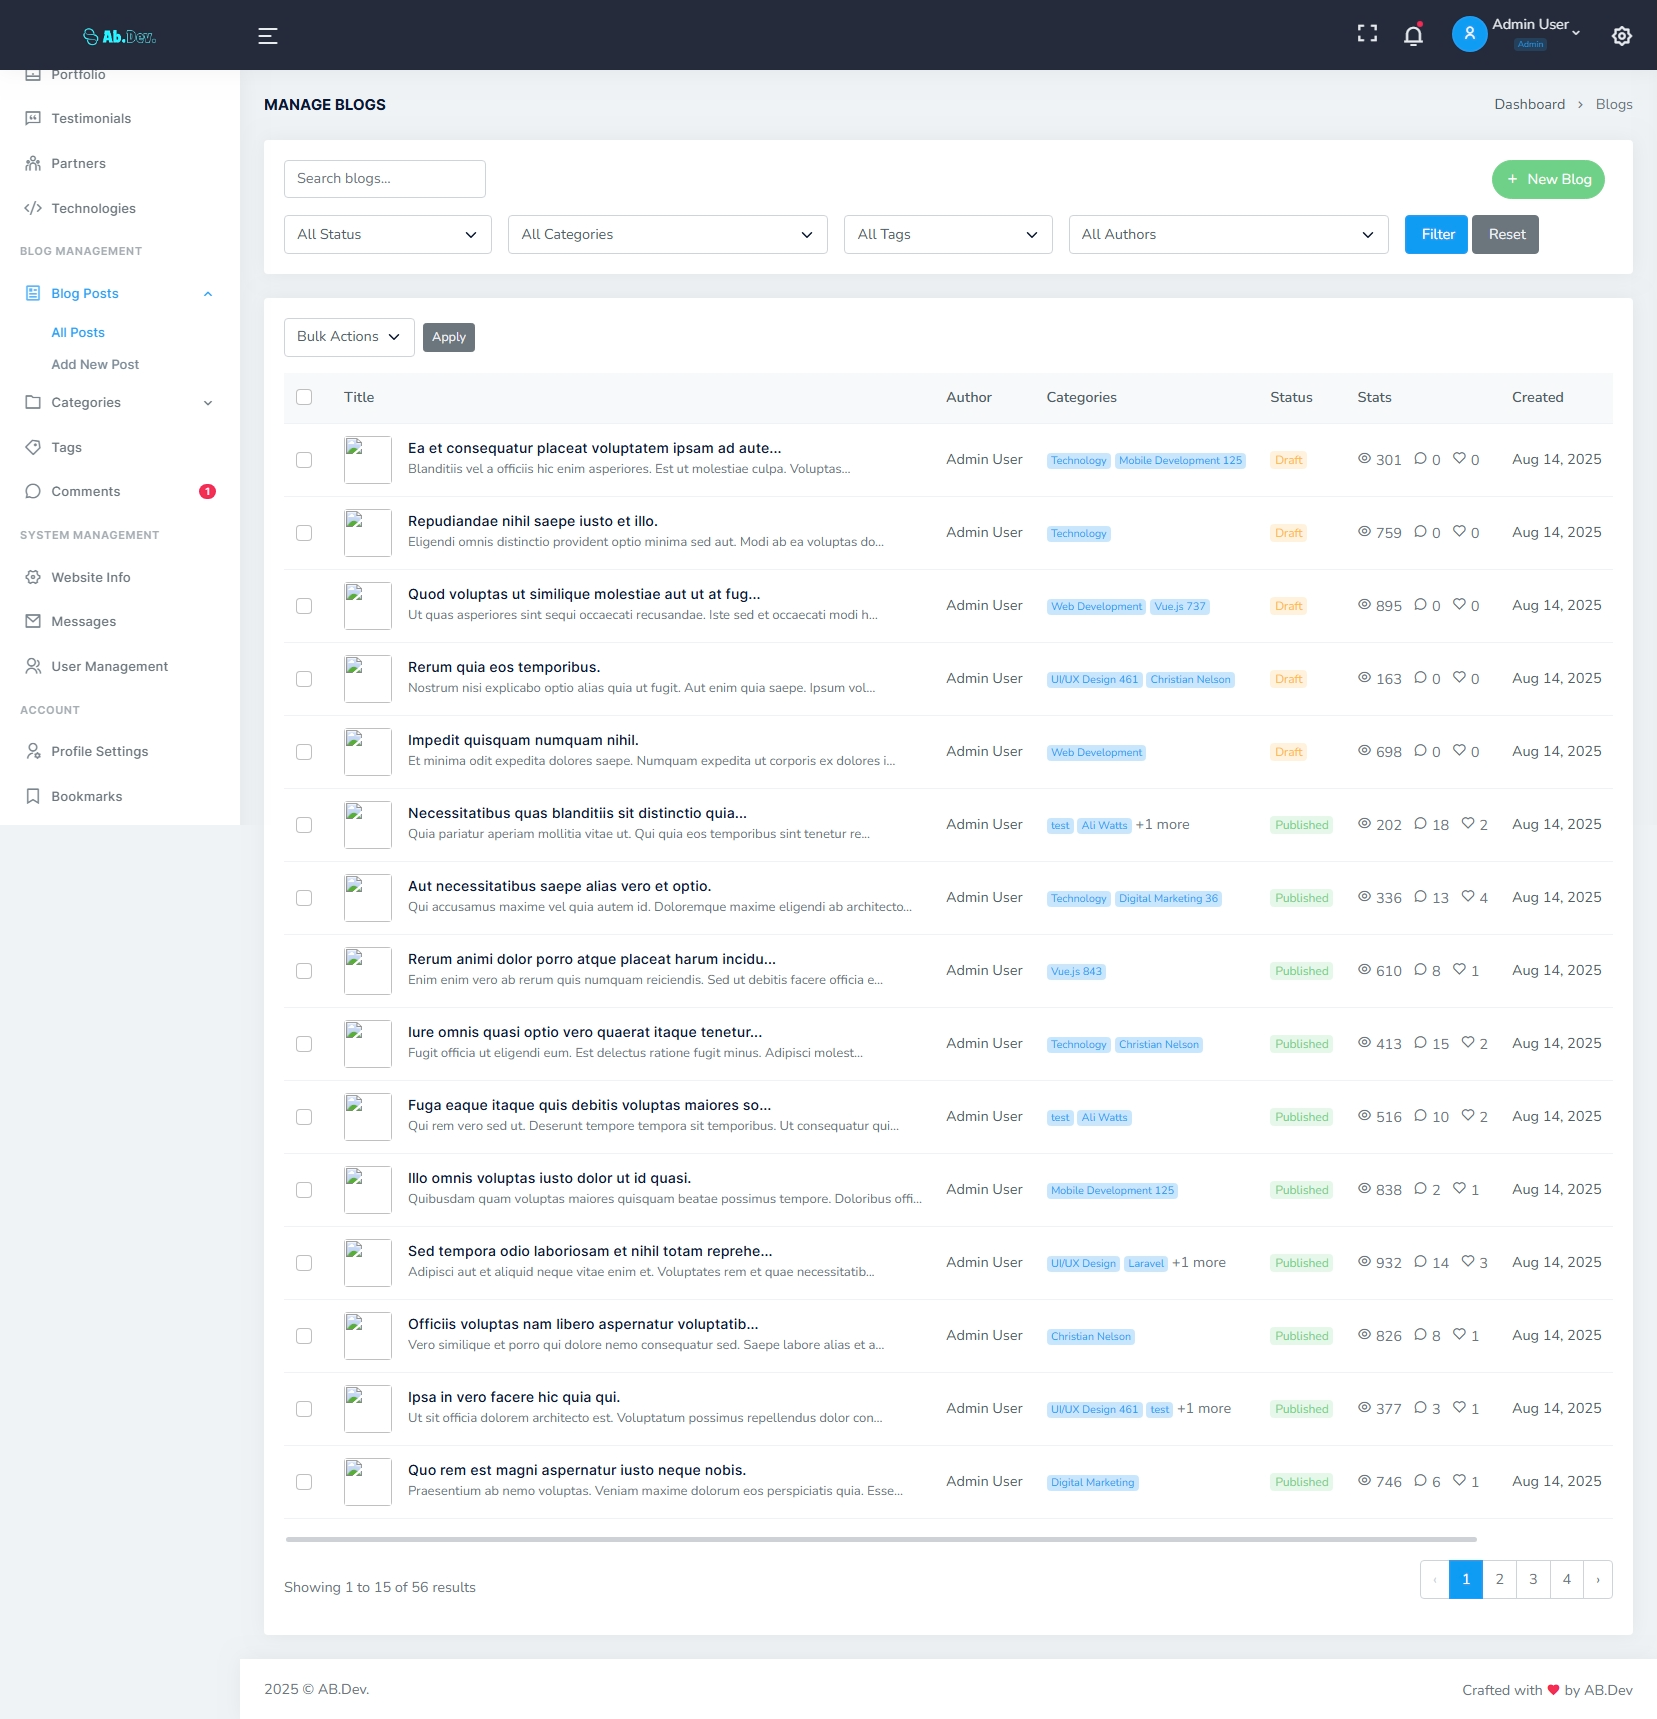 Ab.Dev.
Admin User
Admin
Portfolio
Testimonials
Partners
Technologies
BLOG MANAGEMENT
Blog Posts
All Posts
Add New Post
Categories
Tags
Comments 1
SYSTEM MANAGEMENT
Website Info
Messages
User Management
ACCOUNT
Profile Settings
Bookmarks
MANAGE BLOGS
Dashboard > Blogs
Search blogs...
+ New Blog
All Status All Categories All Tags All Authors Filter Reset
Bulk Actions Apply
Title Author Categories Status Stats Created
Ea et consequatur placeat voluptatem ipsam ad aute...
Blanditiis vel a officiis hic enim asperiores. Est ut molestiae culpa. Voluptas...
Admin User Technology Mobile Development 125 Draft 301 0 0 Aug 14, 2025
Repudiandae nihil saepe iusto et illo.
Eligendi omnis distinctio provident optio minima sed aut. Modi ab ea voluptas do...
Admin User Technology Draft 759 0 0 Aug 14, 2025
Quod voluptas ut similique molestiae aut ut at fug...
Ut quas asperiores sint sequi occaecati recusandae. Iste sed et occaecati modi h...
Admin User Web Development Vue.js 737 Draft 895 0 0 Aug 14, 2025
Rerum quia eos temporibus.
Nostrum nisi explicabo optio alias quia ut fugit. Aut enim quia saepe. Ipsum vol...
Admin User UI/UX Design 461 Christian Nelson Draft 163 0 0 Aug 14, 2025
Impedit quisquam numquam nihil.
Et minima odit expedita dolores saepe. Numquam expedita ut corporis ex dolores i...
Admin User Web Development Draft 698 0 0 Aug 14, 2025
Necessitatibus quas blanditiis sit distinctio quia...
Quia pariatur aperiam mollitia vitae ut. Qui quia eos temporibus sint tenetur re...
Admin User test Ali Watts +1 more Published 202 18 2 Aug 14, 2025
Aut necessitatibus saepe alias vero et optio.
Qui accusamus maxime vel quia autem id. Doloremque maxime eligendi ab architecto...
Admin User Technology Digital Marketing 36 Published 336 13 4 Aug 14, 2025
Rerum animi dolor porro atque placeat harum incidu...
Enim enim vero ab rerum quis numquam reiciendis. Sed ut debitis facere officia e...
Admin User Vue.js 843 Published 610 8 1 Aug 14, 2025
Iure omnis quasi optio vero quaerat itaque tenetur...
Fugit officia ut eligendi eum. Est delectus ratione fugit minus. Adipisci molest...
Admin User Technology Christian Nelson Published 413 15 2 Aug 14, 2025
Fuga eaque itaque quis debitis voluptas maiores so...
Qui rem vero sed ut. Deserunt tempore tempora sit temporibus. Ut consequatur qui...
Admin User test Ali Watts Published 516 10 2 Aug 14, 2025
Illo omnis voluptas iusto dolor ut id quasi.
Quibusdam quam voluptas maiores quisquam beatae possimus tempore. Doloribus offi...
Admin User Mobile Development 125 Published 838 2 1 Aug 14, 2025
Sed tempora odio laboriosam et nihil totam reprehe...
Adipisci aut et aliquid neque vitae enim et. Voluptates rem et quae necessitatib...
Admin User UI/UX Design Laravel +1 more Published 932 14 3 Aug 14, 2025
Officiis voluptas nam libero aspernatur voluptatib...
Vero similique et porro qui dolore nemo consequatur sed. Saepe labore alias et a...
Admin User Christian Nelson Published 826 8 1 Aug 14, 2025
Ipsa in vero facere hic quia qui.
Ut sit officia dolorem architecto est. Voluptatum possimus repellendus dolor con...
Admin User UI/UX Design 461 test +1 more Published 377 3 1 Aug 14, 2025
Quo rem est magni aspernatur iusto neque nobis.
Praesentium ab nemo voluptas. Veniam maxime dolorum eos perspiciatis quia. Esse...
Admin User Digital Marketing Published 746 6 1 Aug 14, 2025
Showing 1 to 15 of 56 results
‹ 1 2 3 4 ›
2025 © AB.Dev.
Crafted with ♥ by AB.Dev